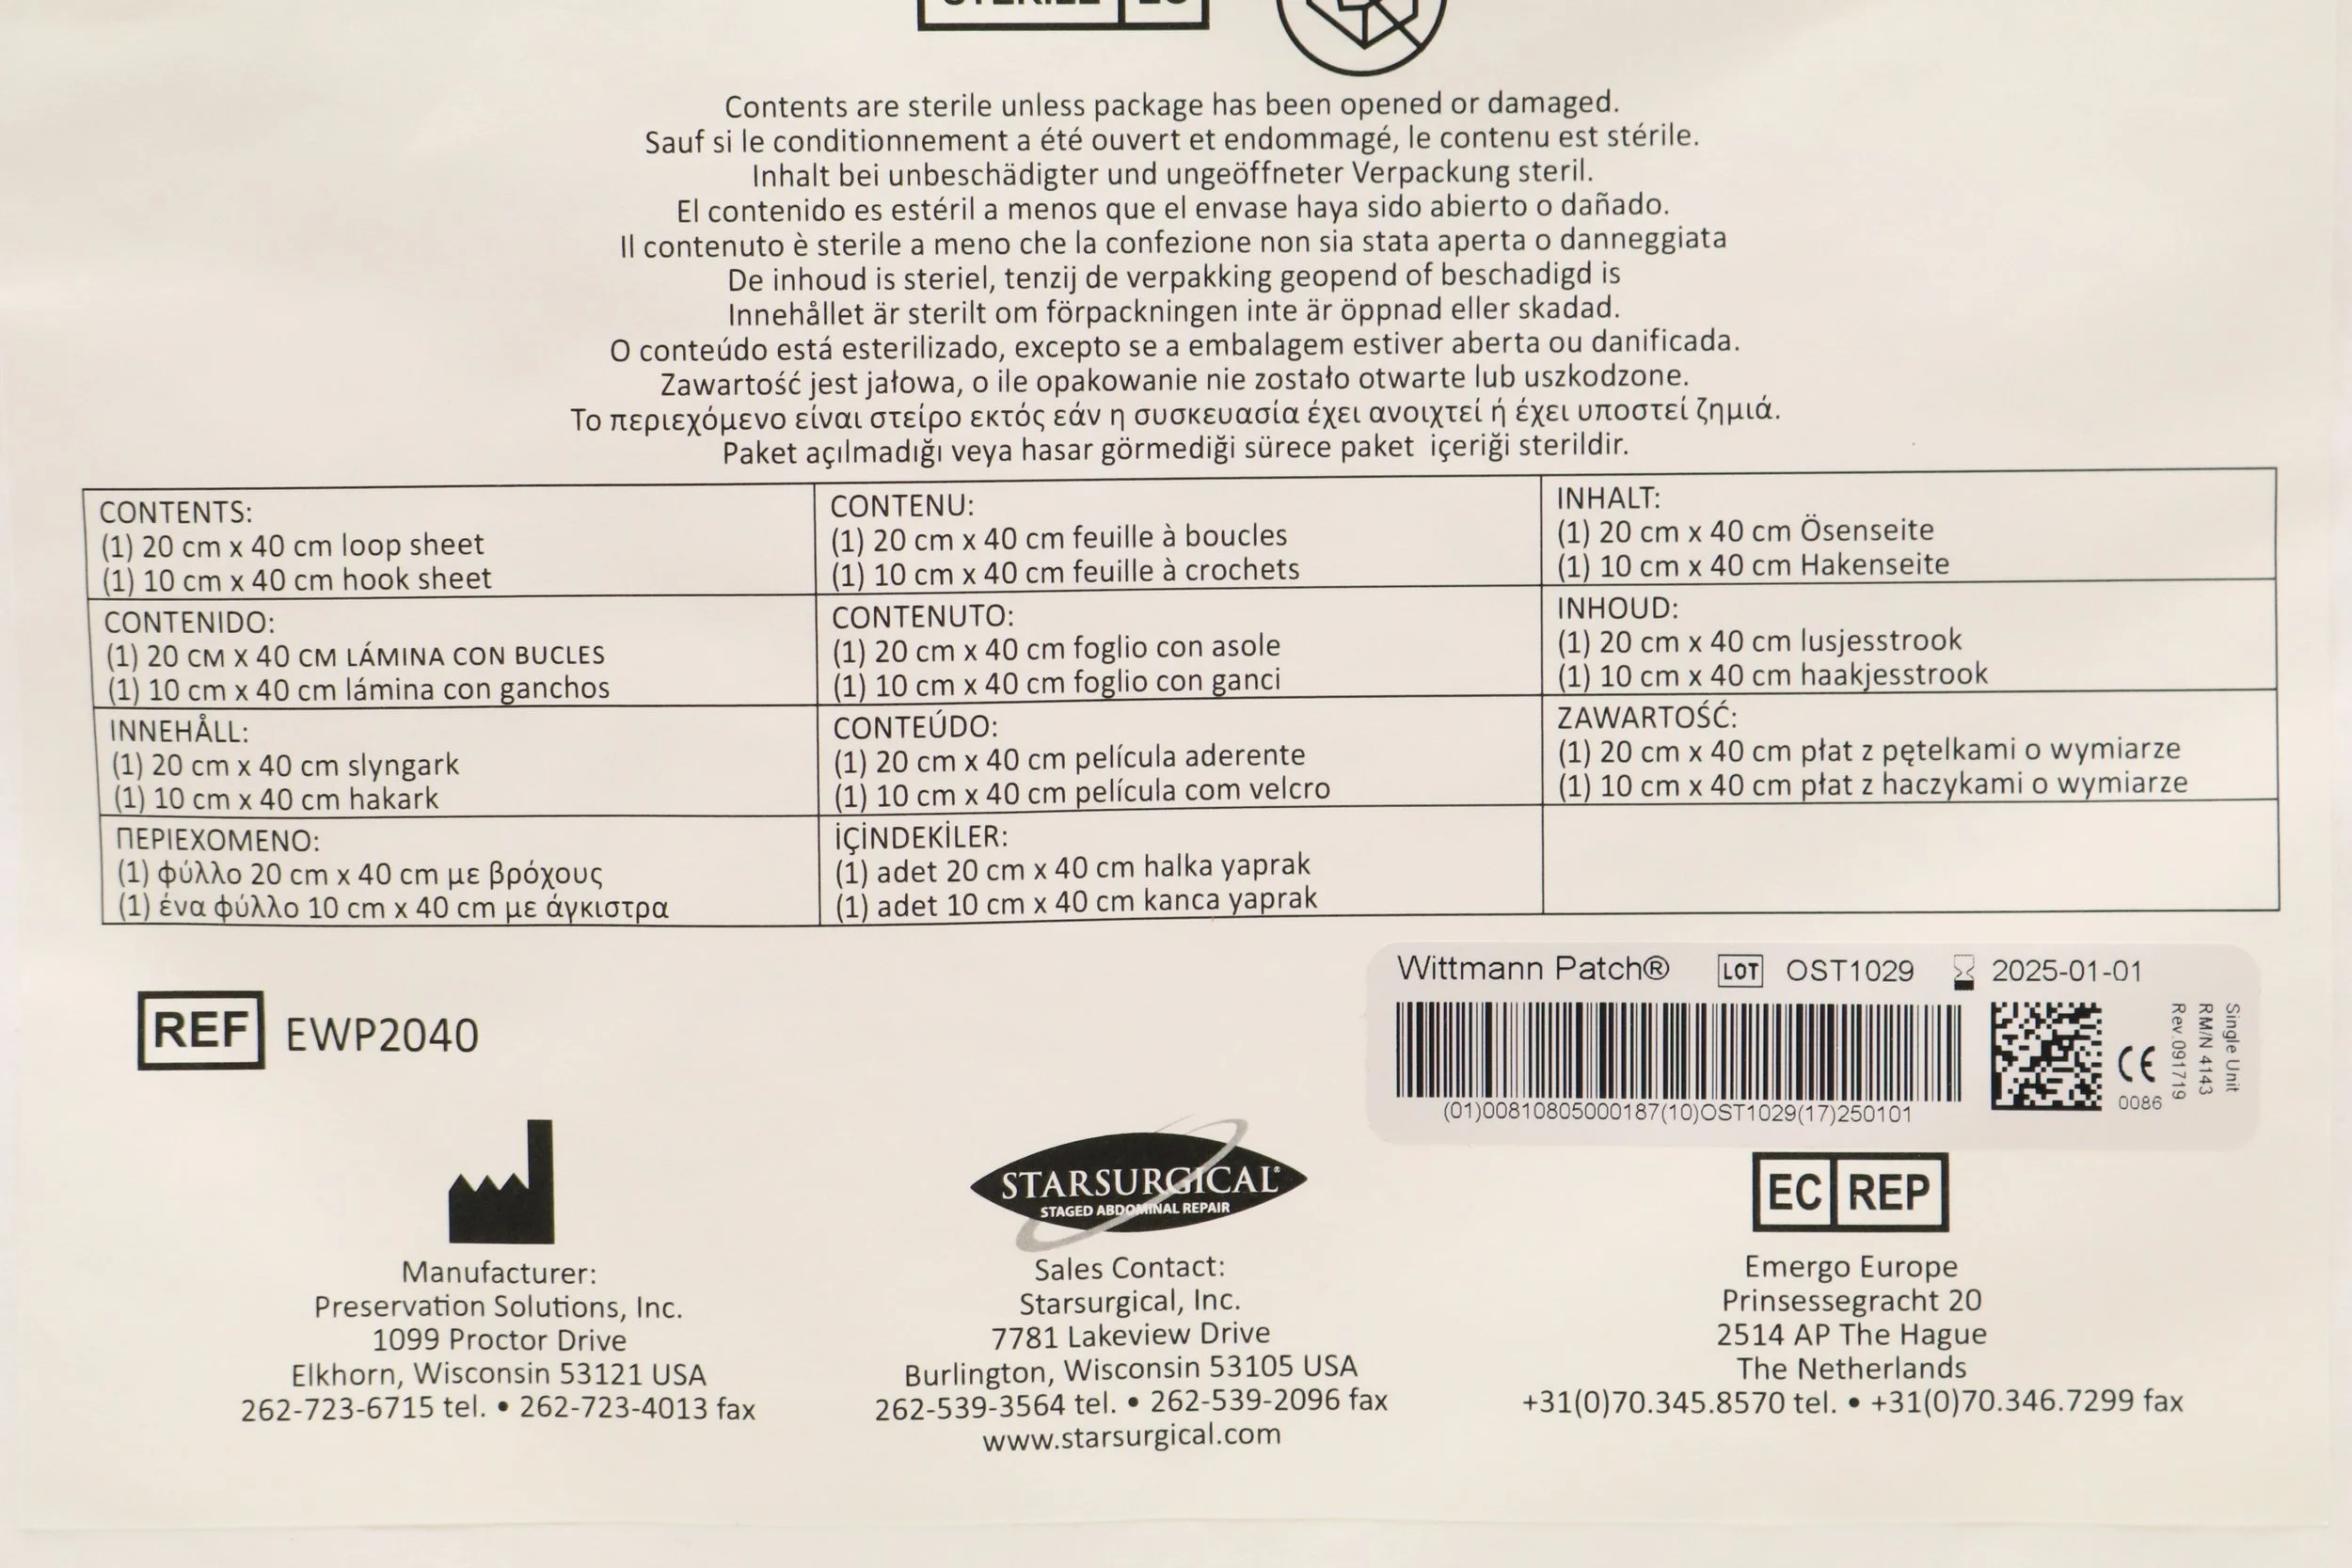 Contents are sterile unless package has been opened or damaged.
Sauf si le conditionnement a été ouvert et endommagé, le contenu est stérile.
Inhalt bei unbeschädigter und ungeöffneter Verpackung steril.
El contenido es estéril a menos que el envase haya sido abierto o dañado.
Il contenuto è sterile a meno che la confezione non sia stata aperta o danneggiata
De inhoud is steriel, tenzij de verpakking geopend of beschadigd is
Innehållet är sterilt om förpackningen inte är öppnad eller skadad.
O conteúdo está esterilizado, excepto se a embalagem estiver aberta ou danificada.
Zawartość jest jałowa, o ile opakowanie nie zostało otwarte lub uszkodzone.
Το περιεχόμενο είναι στείρο εκτός εάν η συσκευασία έχει ανοιχτεί ή έχει υποστεί ζημιά.
Paket açılmadığı veya hasar görmediği sürece paket içeriği sterildir.
CONTENTS:
(1) 20 cm x 40 cm loop sheet
(1) 10 cm x 40 cm hook sheet
CONTENU:
(1) 20 cm x 40 cm feuille à boucles
(1) 10 cm x 40 cm feuille à crochets
INHALT:
(1) 20 cm x 40 cm Ösenseite
(1) 10 cm x 40 cm Hakenseite
CONTENIDO:
(1) 20 CM X 40 CM LÁMINA CON BUCLES
(1) 10 cm x 40 cm lámina con ganchos
CONTENUTO:
(1) 20 cm x 40 cm foglio con asole
(1) 10 cm x 40 cm foglio con ganci
INHOUD:
(1) 20 cm x 40 cm lusjesstrook
(1) 10 cm x 40 cm haakjesstrook
INNEHÅLL:
(1) 20 cm x 40 cm slyngark
(1) 10 cm x 40 cm hakark
CONTEÚDO:
(1) 20 cm x 40 cm película aderente
(1) 10 cm x 40 cm película com velcro
ZAWARTOŚĆ:
(1) 20 cm x 40 cm płat z pętelkami o wymiarze
(1) 10 cm x 40 cm płat z haczykami o wymiarze
ΠΕΡΙΕΧΟΜΕΝΟ:
(1) φύλλο 20 cm x 40 cm με βρόχους
(1) ένα φύλλο 10 cm x 40 cm με άγκιστρα
İÇİNDEKİLER:
(1) adet 20 cm x 40 cm halka yaprak
(1) adet 10 cm x 40 cm kanca yaprak
Wittmann Patch® LOT OST1029 2025-01-01
(01)00810805000187(10)OST1029(17)250101
CE
0086
Single Unit
RM/N 4143
Rev.091719
REF EWP2040
Manufacturer:
Preservation Solutions, Inc.
1099 Proctor Drive
Elkhorn, Wisconsin 53121 USA
262-723-6715 tel. • 262-723-4013 fax
STARSURGICAL®
STAGED ABDOMINAL REPAIR
Sales Contact:
Starsurgical, Inc.
7781 Lakeview Drive
Burlington, Wisconsin 53105 USA
262-539-3564 tel. • 262-539-2096 fax
www.starsurgical.com
EC REP
Emergo Europe
Prinsessegracht 20
2514 AP The Hague
The Netherlands
+31(0)70.345.8570 tel. • +31(0)70.346.7299 fax